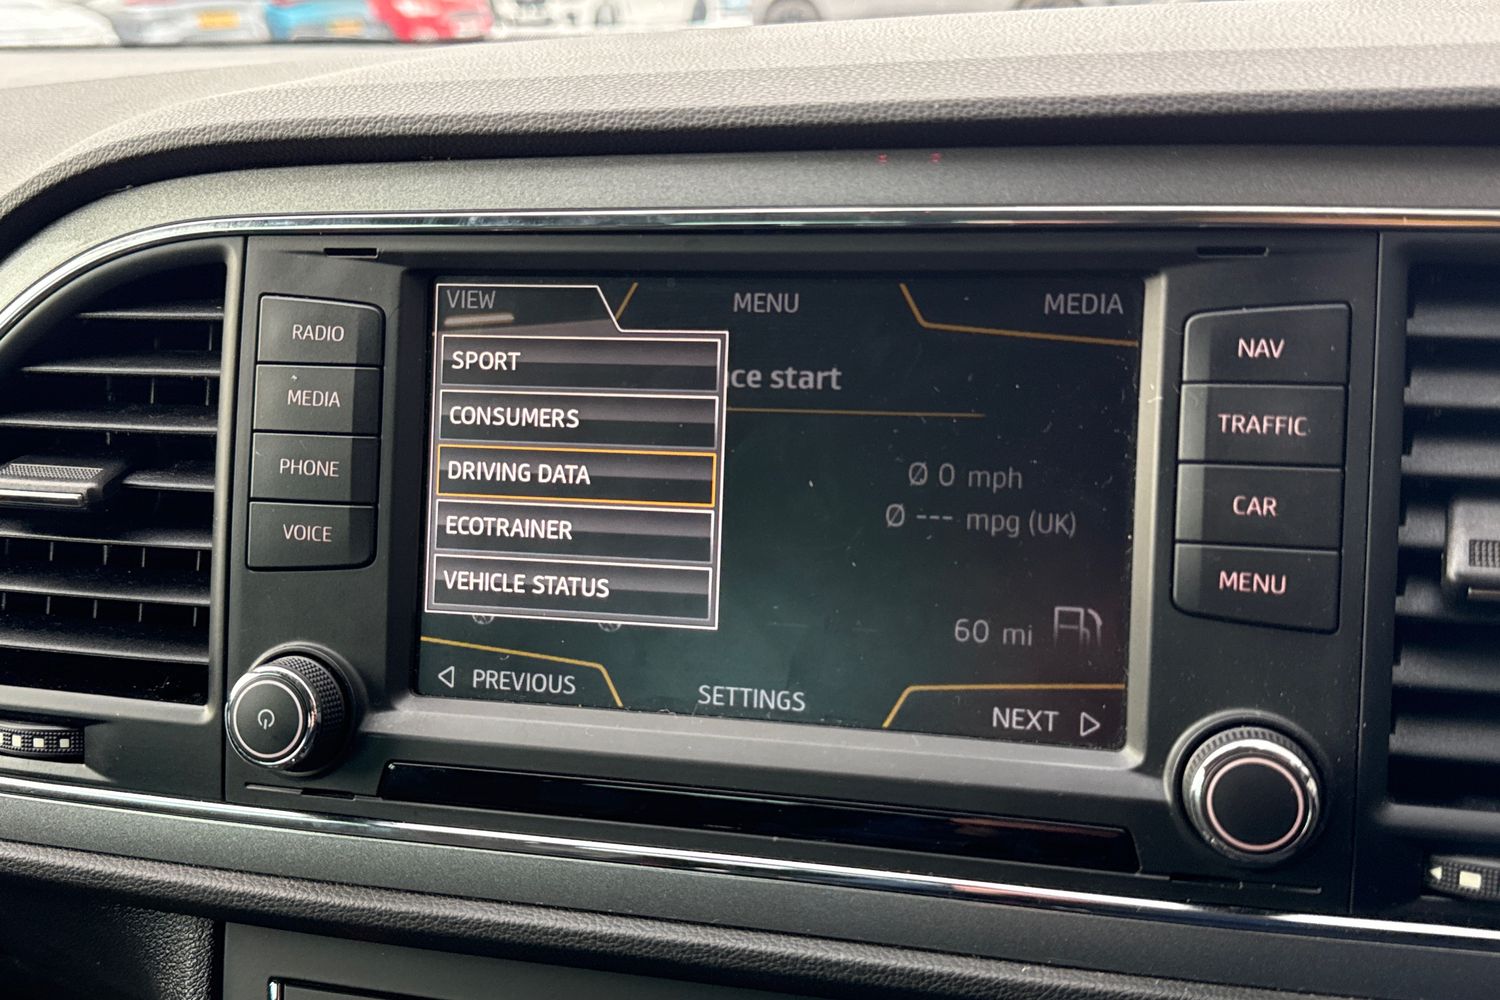 RADIO
MEDIA
PHONE
VOICE
VIEW
MENU
MEDIA
SPORT
CONSUMERS
DRIVING DATA
ECOTRAINER
VEHICLE STATUS
ce start
Ø 0 mph
Ø --- mpg (UK)
60 mi
PREVIOUS
SETTINGS
NEXT
NAV
TRAFFIC
CAR
MENU